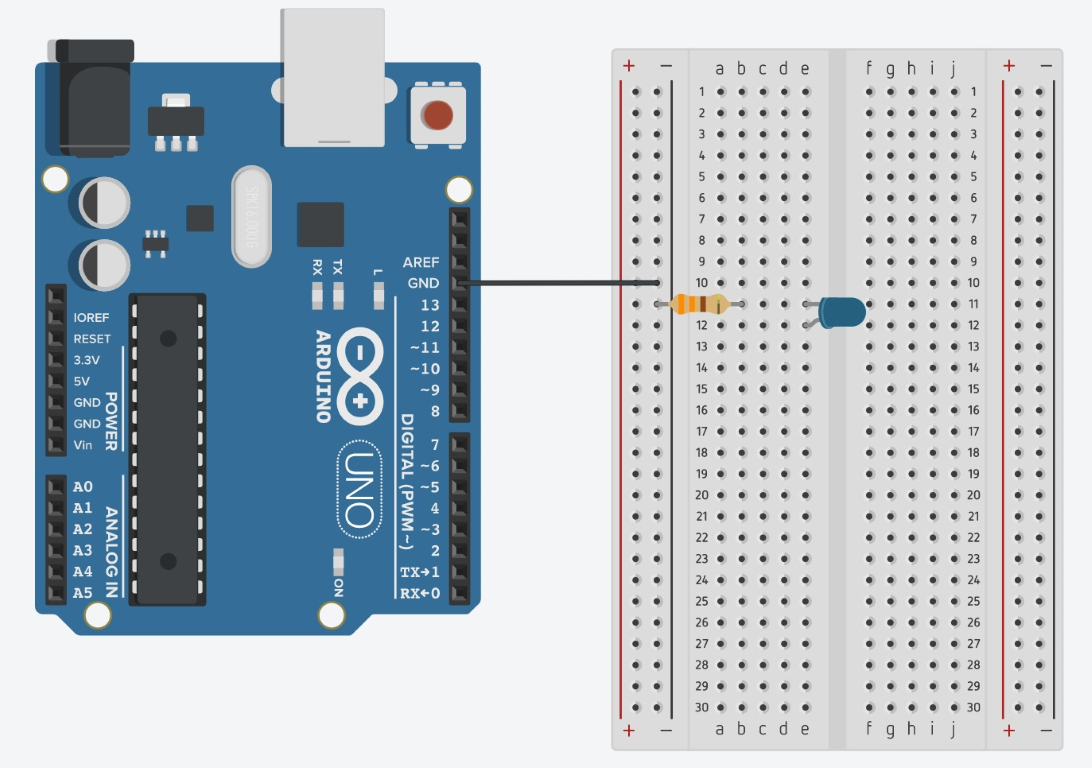 SPK16.000G
RX
TX
L
AREF
GND
13
12
~11
~10
~9
8
7
~6
~5
4
~3
2
TX→1
RX←0
DIGITAL (PWM~)
ARDUINO
UNO
ON
IOREF
RESET
3.3V
5V
GND
GND
Vin
POWER
A0
A1
A2
A3
A4
A5
ANALOG IN
+ − a b c d e f g h i j + −
1 1
2 2
3 3
4 4
5 5
6 6
7 7
8 8
9 9
10 10
11 11
12 12
13 13
14 14
15 15
16 16
17 17
18 18
19 19
20 20
21 21
22 22
23 23
24 24
25 25
26 26
27 27
28 28
29 29
30 30
+ − a b c d e f g h i j + −